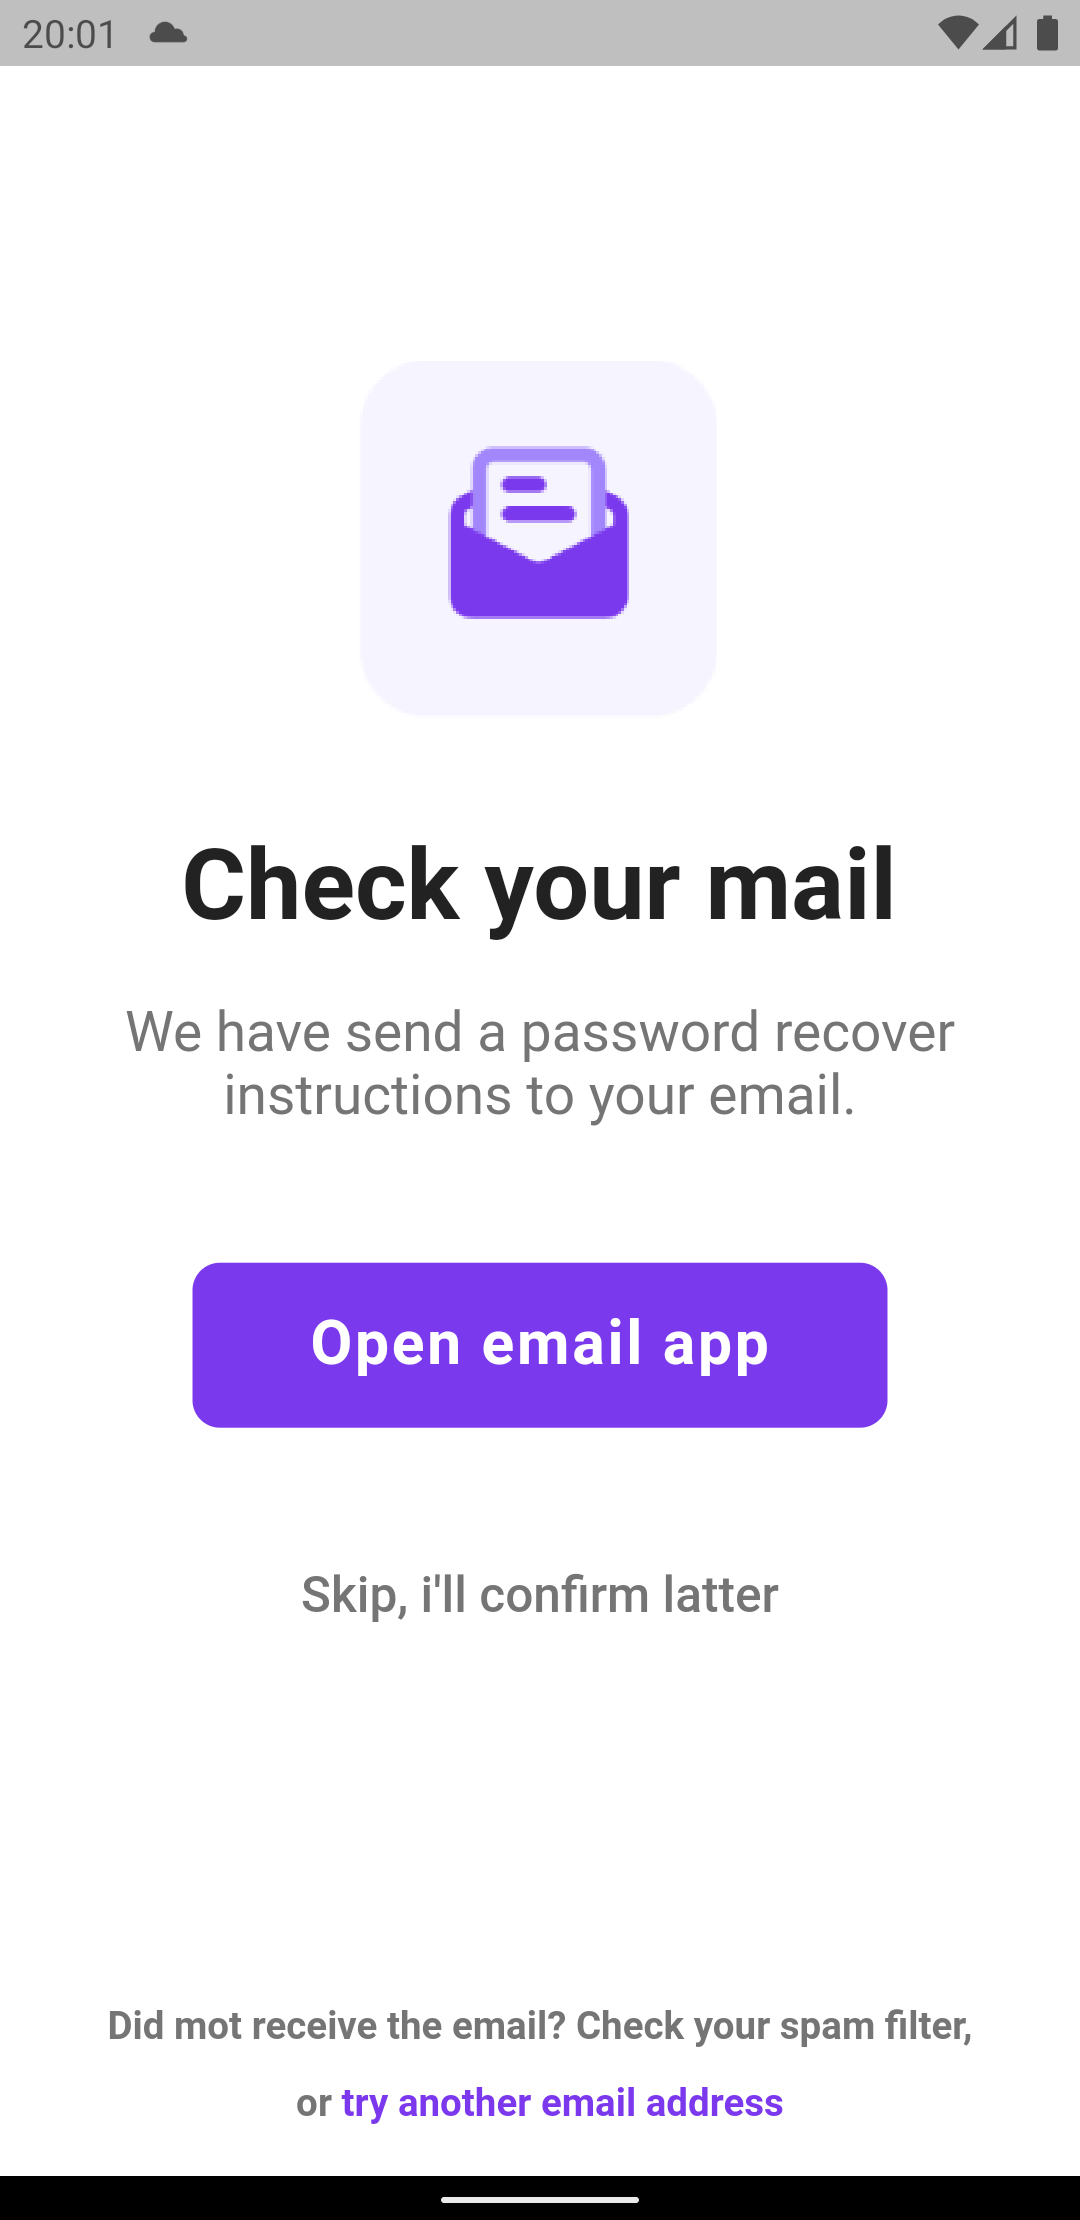 20:01
Check your mail
We have send a password recover
instructions to your email.
Open email app
Skip, i'll confirm latter
Did mot receive the email? Check your spam filter,
or try another email address